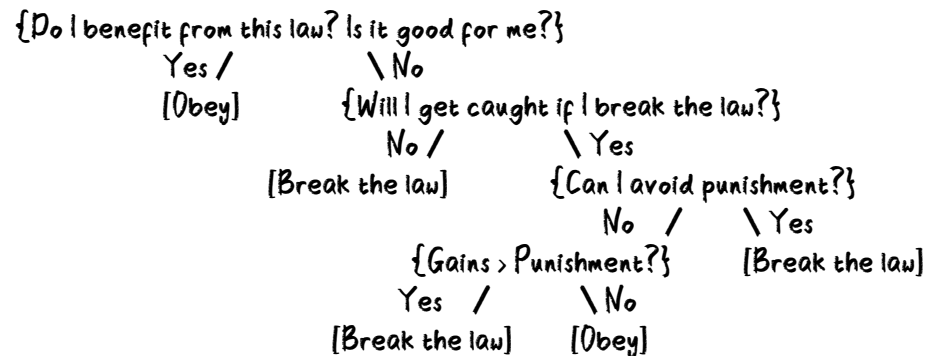 {Do I benefit from this law? Is it good for me?}
Yes / \ No
[Obey] {Will I get caught if I break the law?}
No / \ Yes
[Break the law] {Can I avoid punishment?}
No / \ Yes
{Gains > Punishment?} [Break the law]
Yes / \ No
[Break the law] [Obey]